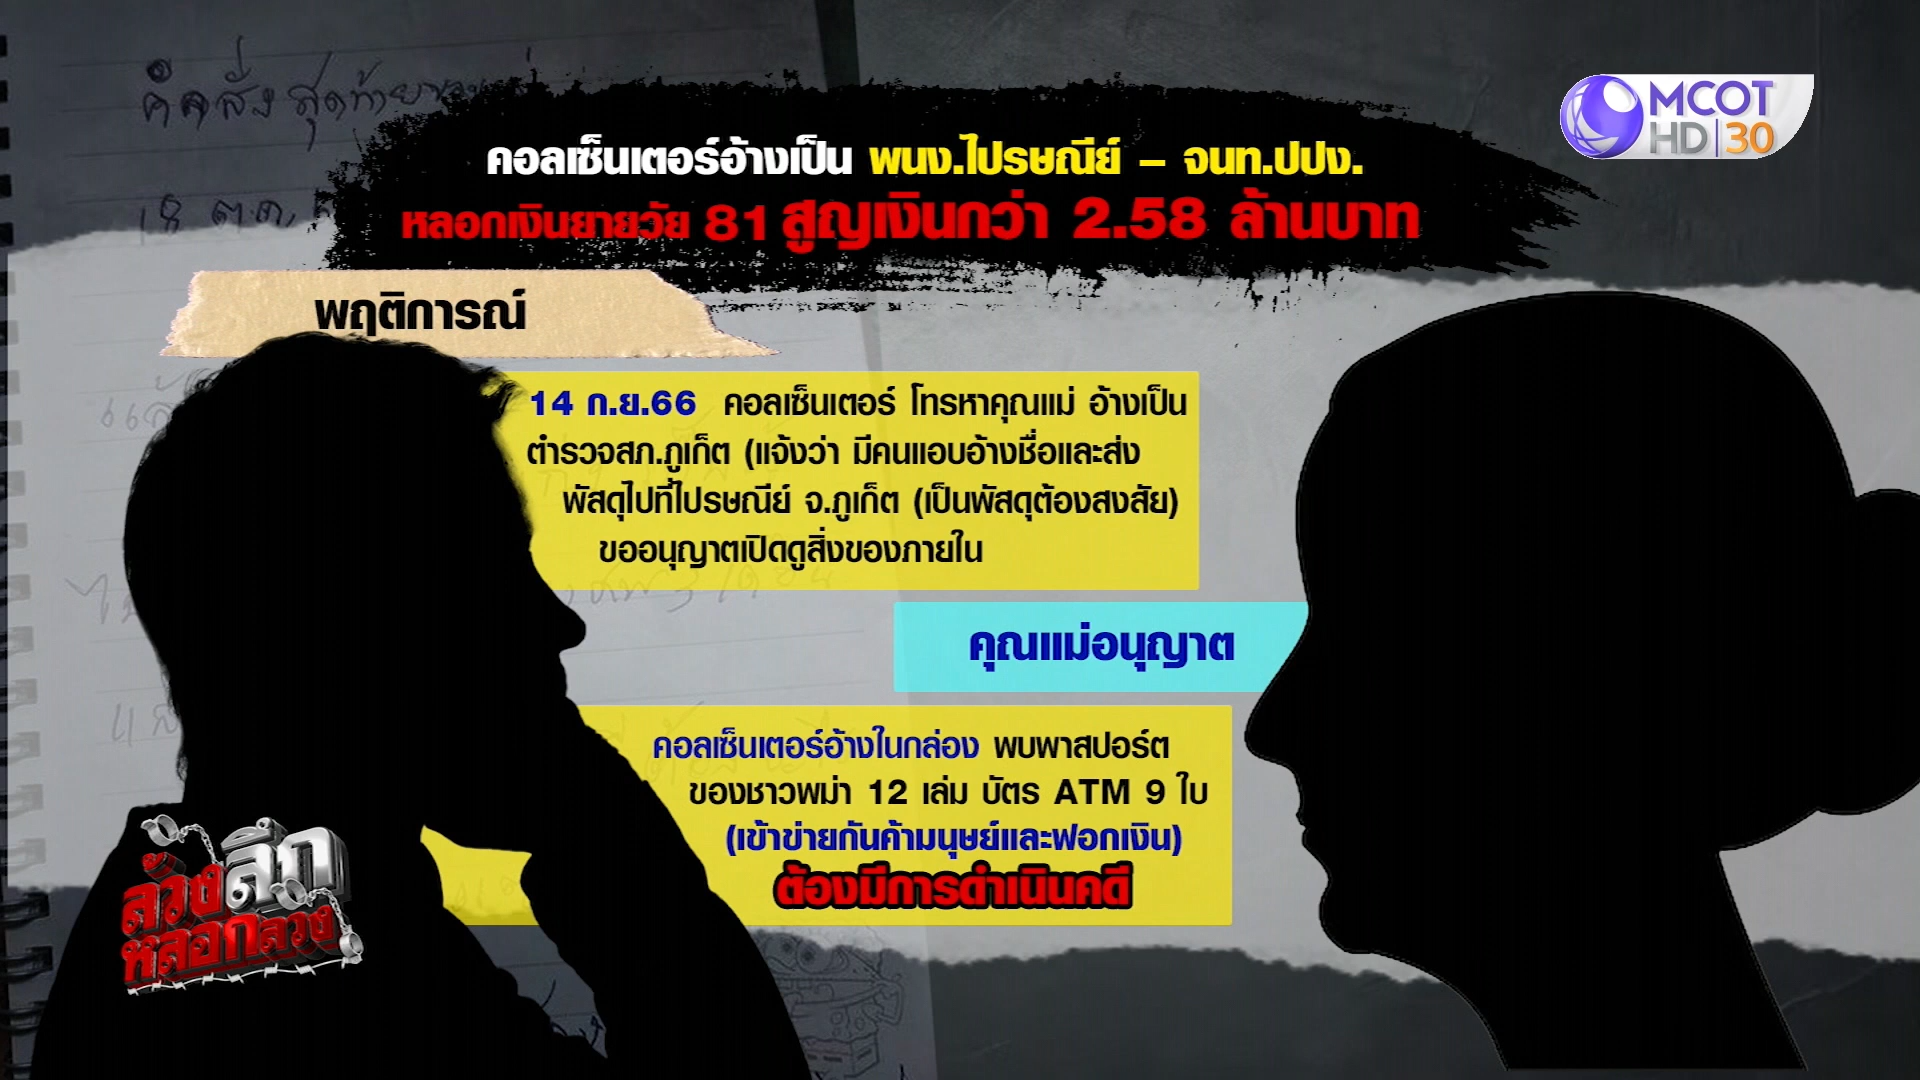 คำสั่งสุดท้าย
MCOT
HD 30
คอลเซ็นเตอร์อ้างเป็น พนง.ไปรษณีย์ – จนท.ปปง.
หลอกเงินยายวัย 81 สูญเงินกว่า 2.58 ล้านบาท
พฤติการณ์
14 ก.ย.66 คอลเซ็นเตอร์ โทรหาคุณแม่ อ้างเป็น
ตำรวจสภ.ภูเก็ต (แจ้งว่า มีคนแอบอ้างชื่อและส่ง
พัสดุไปที่ไปรษณีย์ จ.ภูเก็ต (เป็นพัสดุต้องสงสัย)
ขออนุญาตเปิดดูสิ่งของภายใน
คุณแม่อนุญาต
คอลเซ็นเตอร์อ้างในกล่อง พบพาสปอร์ต
ของชาวพม่า 12 เล่ม บัตร ATM 9 ใบ
(เข้าข่ายกันค้ามนุษย์และฟอกเงิน)
ต้องมีการดำเนินคดี
ล้วงลึก
หลอกลวง